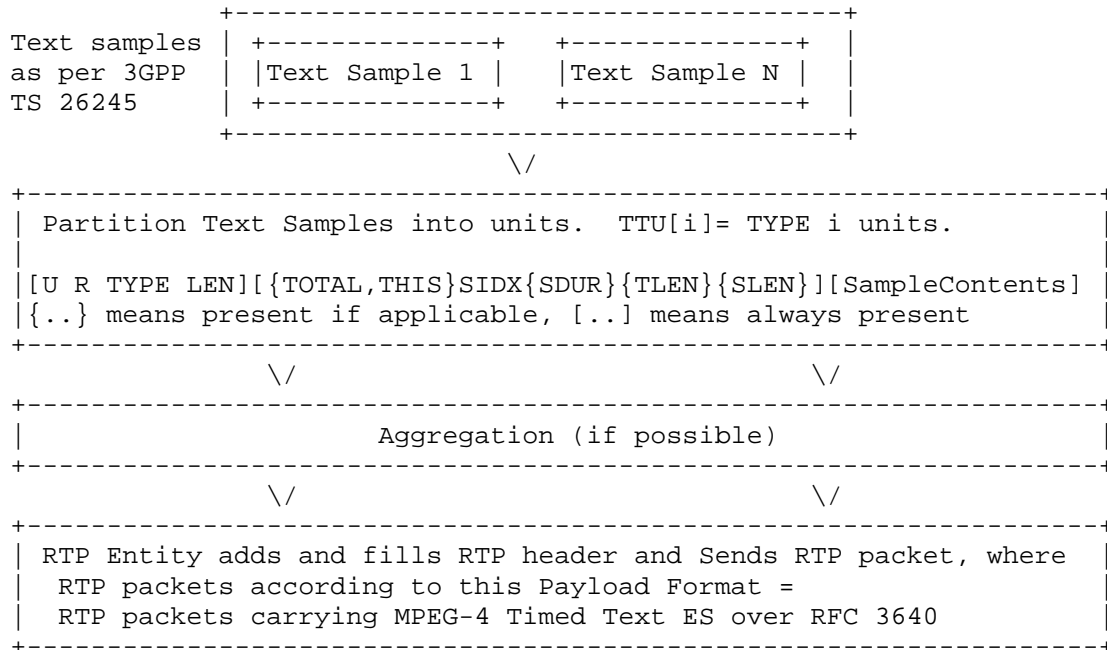 +--------------------------------------+
Text samples | +--------------+   +--------------+  |
as per 3GPP  | |Text Sample 1 |   |Text Sample N |  |
TS 26245     | +--------------+   +--------------+  |
              +--------------------------------------+
                               \/
+-------------------------------------------------------------------+
| Partition Text Samples into units.  TTU[i]= TYPE i units.         |
|                                                                   |
|[U R TYPE LEN][{TOTAL,THIS}SIDX{SDUR}{TLEN}{SLEN}][SampleContents] |
|{..} means present if applicable, [..] means always present        |
+-------------------------------------------------------------------+
                \/                                \/
+-------------------------------------------------------------------+
|                      Aggregation (if possible)                    |
+-------------------------------------------------------------------+
                \/                                \/
+-------------------------------------------------------------------+
| RTP Entity adds and fills RTP header and Sends RTP packet, where  |
|  RTP packets according to this Payload Format =                   |
|  RTP packets carrying MPEG-4 Timed Text ES over RFC 3640          |
+-------------------------------------------------------------------+